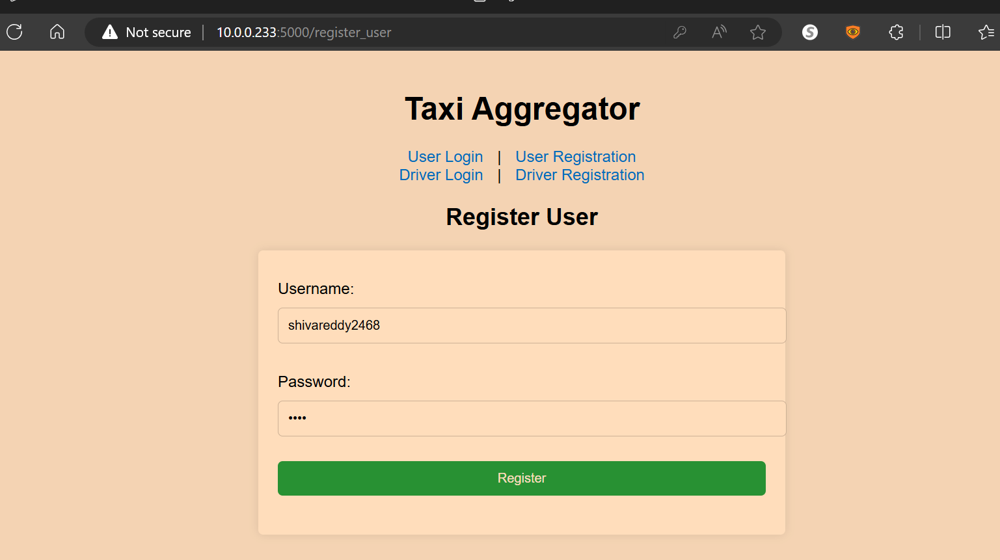 Not secure | 10.0.0.233:5000/register_user
Taxi Aggregator
User Login | User Registration
Driver Login | Driver Registration
Register User
Username:
shivareddy2468
Password:
••••
Register